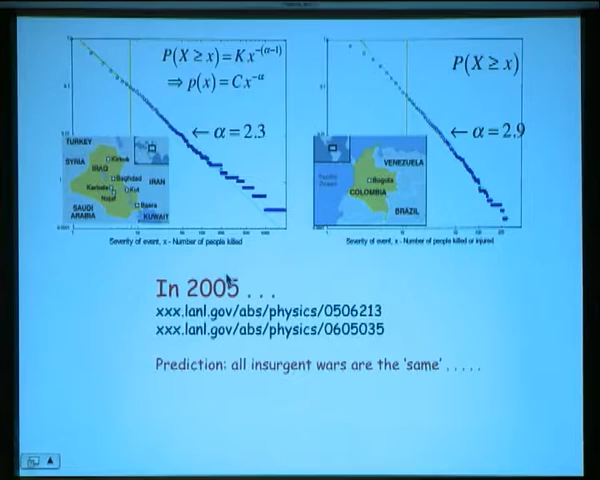 P(X ≥ x) = Kx^{-(α-1)}
⇒ p(x) = Cx^{-α}
← α = 2.3
TURKEY
SYRIA
IRAQ
Kirkuk
Baghdad
IRAN
Karbala
Najaf
Kut
Basra
SAUDI
ARABIA
KUWAIT
Severity of event, x - Number of people killed
P(X ≥ x)
← α = 2.9
VENEZUELA
Pacific
Ocean
Bogota
COLOMBIA
BRAZIL
Severity of event, x - Number of people killed or injured
In 2005 . . .
xxx.lanl.gov/abs/physics/0506213
xxx.lanl.gov/abs/physics/0605035
Prediction: all insurgent wars are the 'same' . . . . .